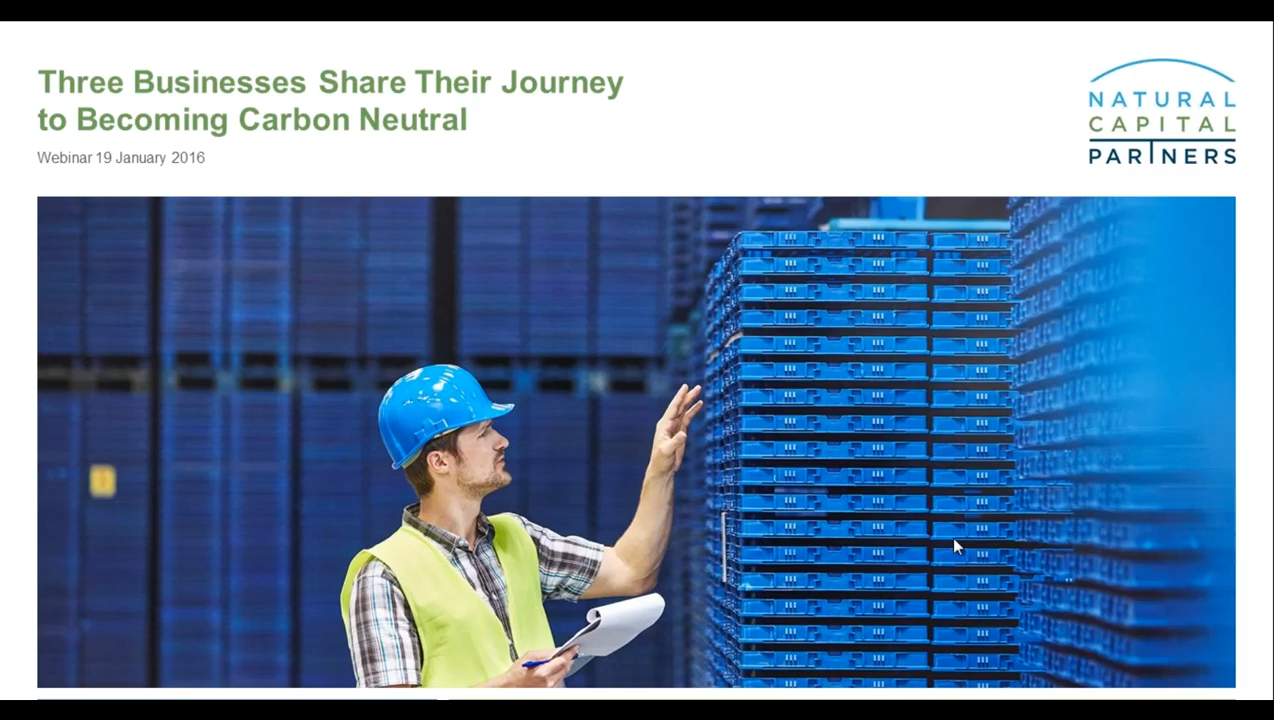 Three Businesses Share Their Journey
to Becoming Carbon Neutral
Webinar 19 January 2016
NATURAL
CAPITAL
PARTNERS